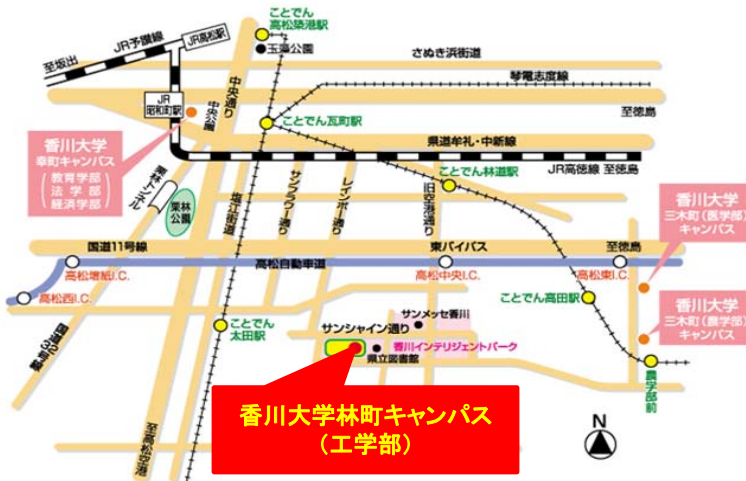 ことでん
高松築港駅
JR高松駅
JR予讃線
至坂出
玉藻公園
さぬき浜街道
中央通り
琴電志度線
JR
昭和町駅
中央公園
至徳島
ことでん瓦町駅
香川大学
幸町キャンパス
教育学部
法学部
経済学部
県道牟礼・中新線
JR高徳線 至徳島
栗林トンネル
栗林
公園
塩江街道
サンフラワー通り
レインボー通り
旧空港通り
ことでん林道駅
香川大学
三木町(医学部)
キャンパス
国道11号線
東バイパス
至徳島
高松自動車道
高松檀紙I.C.
高松中央I.C.
高松東I.C.
高松西I.C.
ことでん高田駅
香川大学
三木町(農学部)
キャンパス
国道32号線
ことでん
太田駅
サンメッセ香川
サンシャイン通り
香川インテリジェントパーク
県立図書館
農学部前
香川大学林町キャンパス
(工学部)
至高松空港
N